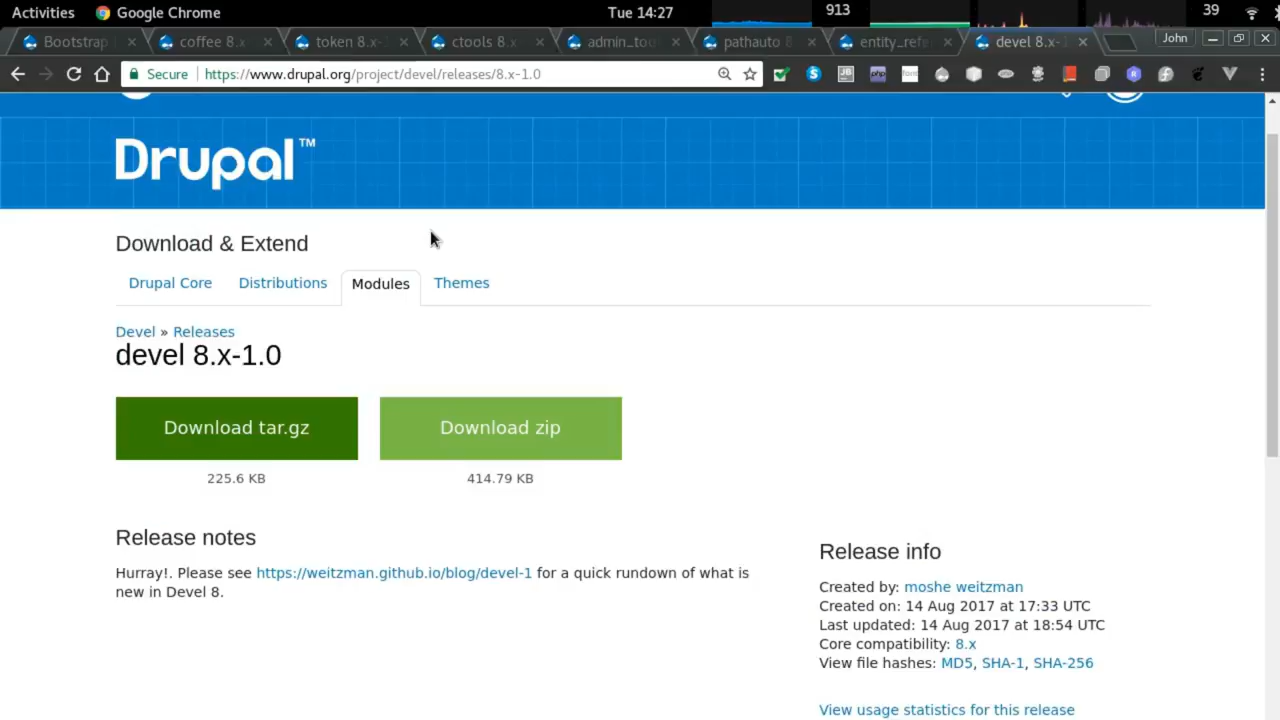 Activities Google Chrome Tue 14:27 913 39
Bootstrap coffee 8.x token 8.x- ctools 8.x admin_too pathauto 8 entity_refe devel 8.x- John
Secure https://www.drupal.org/project/devel/releases/8.x-1.0
Drupal™
Download & Extend
Drupal Core Distributions Modules Themes
Devel » Releases
devel 8.x-1.0
Download tar.gz Download zip
225.6 KB 414.79 KB
Release notes
Hurray!. Please see https://weitzman.github.io/blog/devel-1 for a quick rundown of what is
new in Devel 8.
Release info
Created by: moshe weitzman
Created on: 14 Aug 2017 at 17:33 UTC
Last updated: 14 Aug 2017 at 18:54 UTC
Core compatibility: 8.x
View file hashes: MD5, SHA-1, SHA-256
View usage statistics for this release